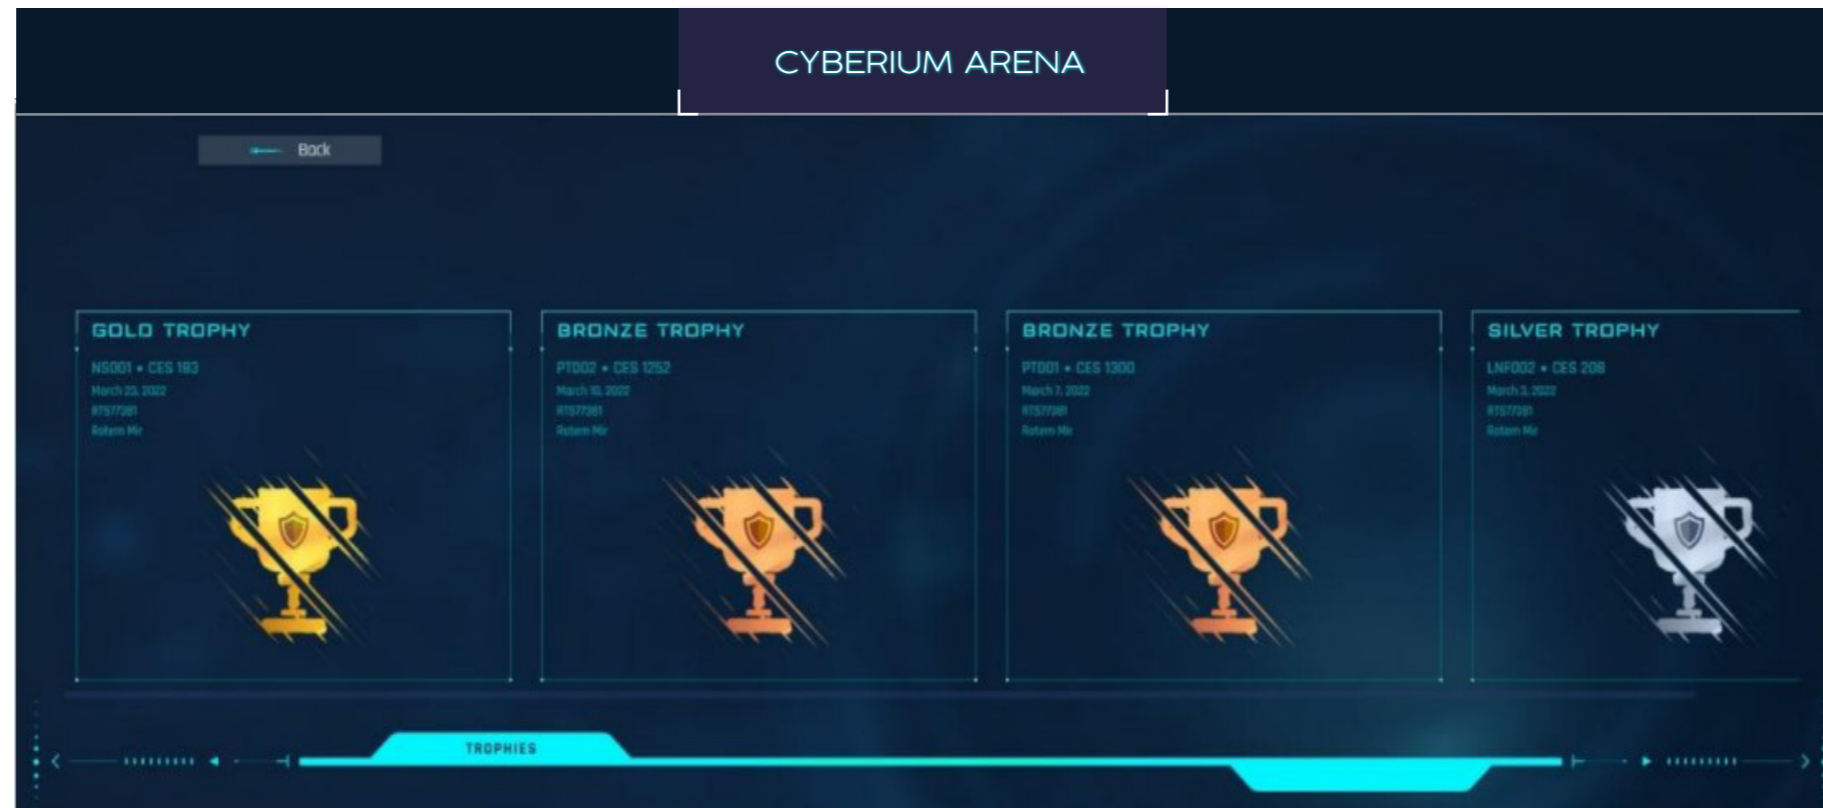 CYBERIUM ARENA
Back
GOLD TROPHY
NS001 • CES 183
March 23, 2022
RTS77381
Rotem Mir
BRONZE TROPHY
PT002 • CES 1252
March 10, 2022
RTS77381
Rotem Mir
BRONZE TROPHY
PT001 • CES 1300
March 7, 2022
RTS77381
Rotem Mir
SILVER TROPHY
LNF002 • CES 208
March 3, 2022
RTS77381
Rotem Mir
TROPHIES